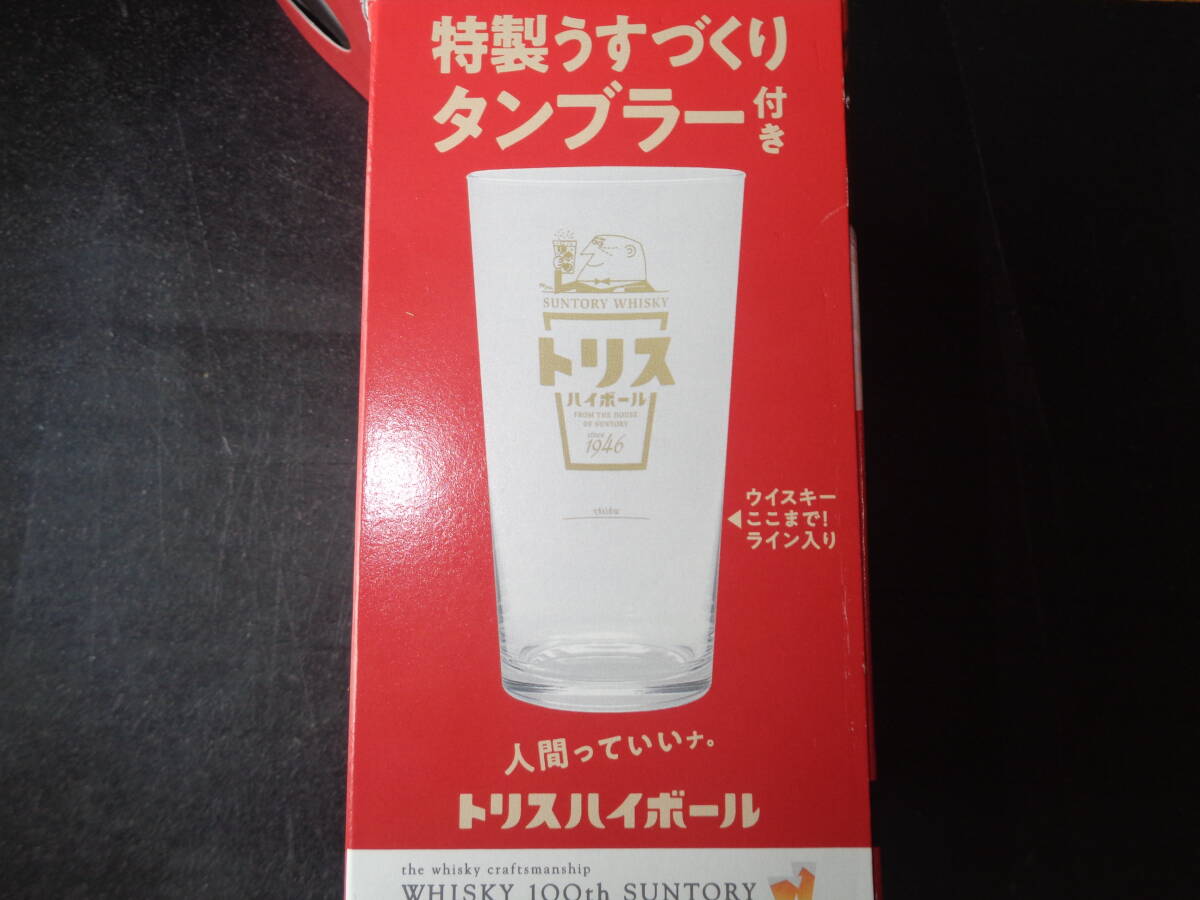 特製うすづくり
タンブラー付き
SUNTORY WHISKY
トリス
ハイボール
FROM THE HOUSE
OF SUNTORY
since
1946
whisky
ウイスキー
ここまで!
ライン入り
人間っていいナ。
トリスハイボール
the whisky craftsmanship
WHISKY 100th SUNTORY